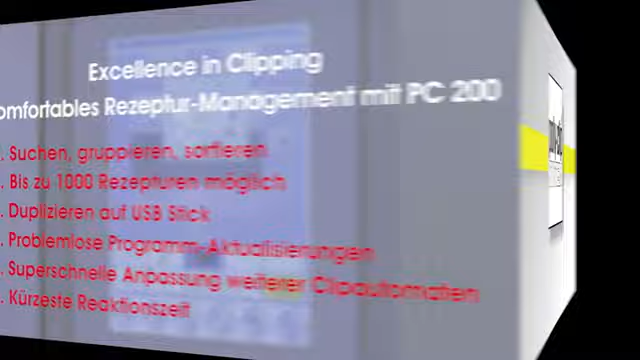 Excellence in Clipping
omfortables Rezeptur-Management mit PC 200
. Suchen, gruppieren, sortieren
. Bis zu 1000 Rezepturen möglich
. Duplizieren auf USB Stick
. Problemlose Programm-Aktualisierungen
. Superschnelle Anpassung weiterer Clipautomaten
. Kürzeste Reaktionszeit